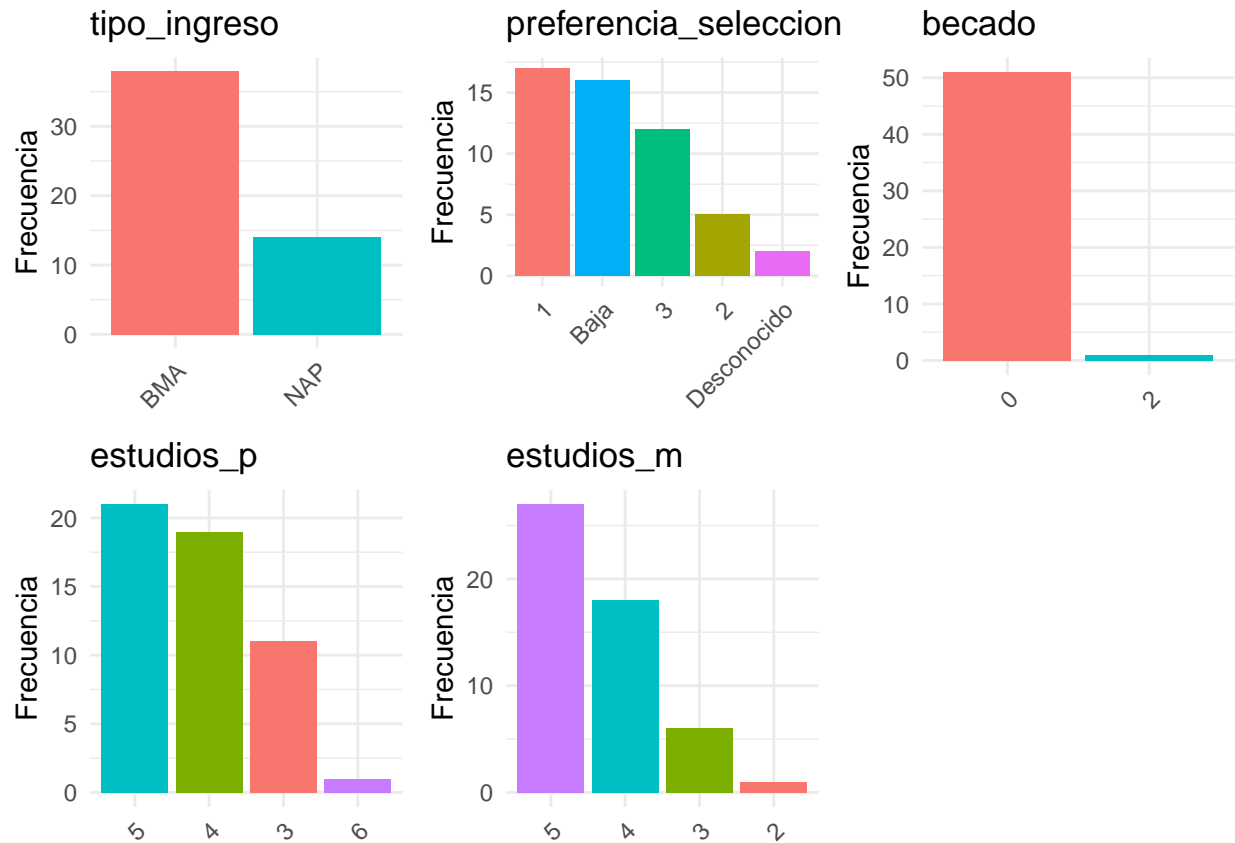 tipo_ingreso
Frecuencia
30
20
10
0
BMA
NAP
preferencia_seleccion
Frecuencia
15
10
5
0
1
Baja
3
2
Desconocido
becado
Frecuencia
50
40
30
20
10
0
0
2
estudios_p
Frecuencia
20
15
10
5
0
5
4
3
6
estudios_m
Frecuencia
20
10
0
5
4
3
2